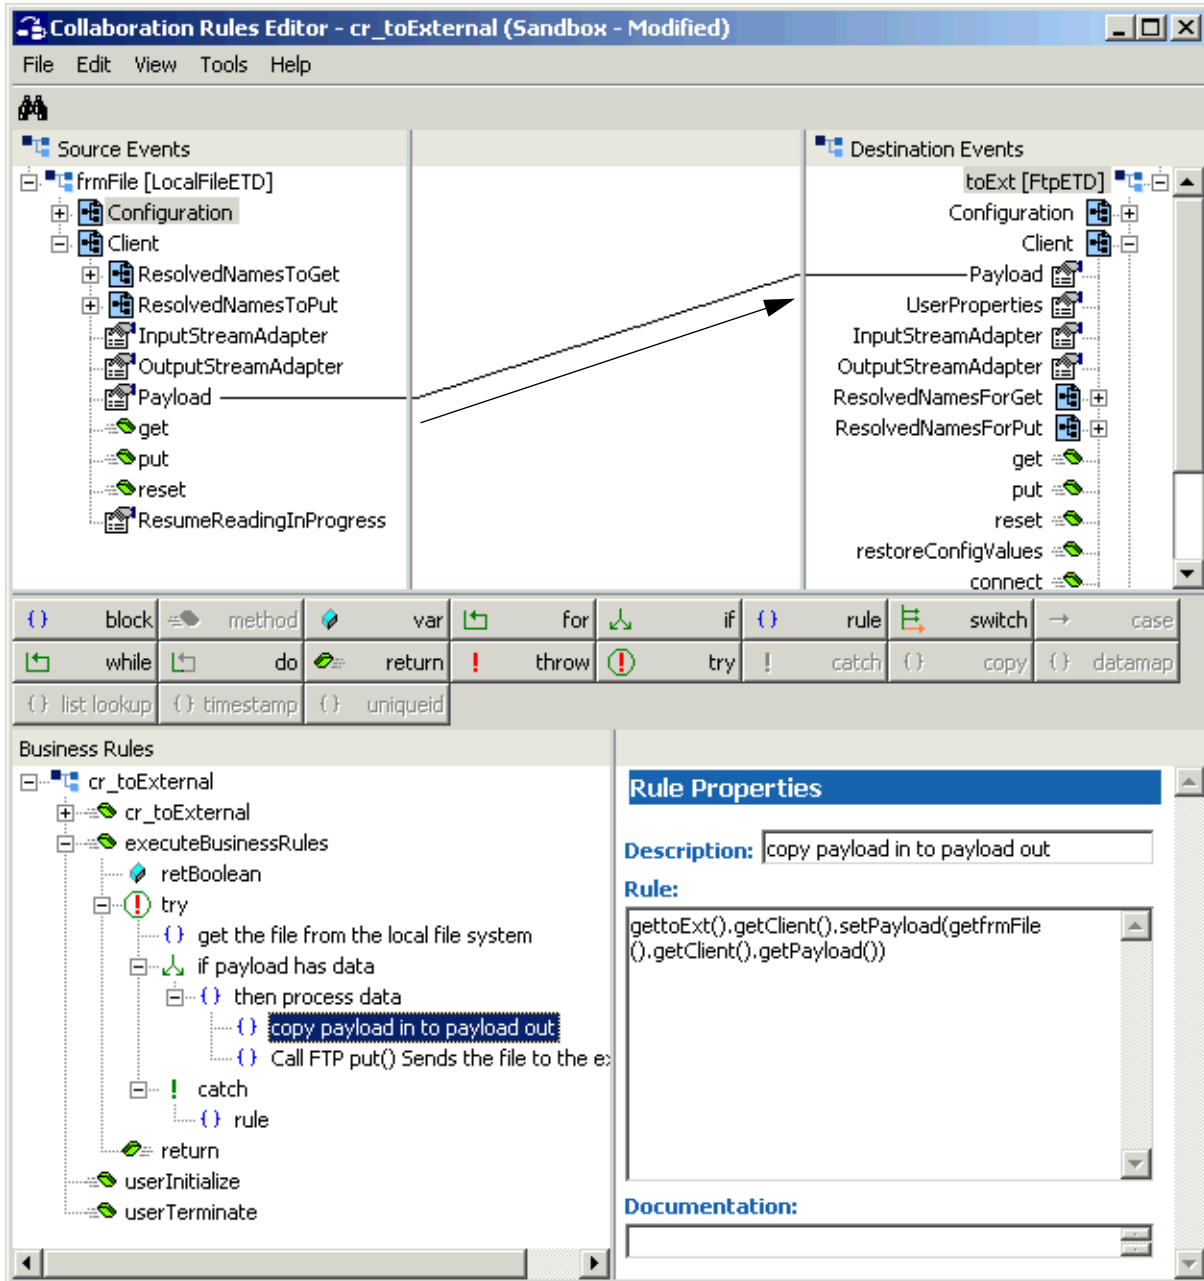 Collaboration Rules Editor - cr_toExternal (Sandbox - Modified)
File Edit View Tools Help
Source Events
Destination Events
frmFile [LocalFileETD]
Configuration
Client
ResolvedNamesToGet
ResolvedNamesToPut
InputStreamAdapter
OutputStreamAdapter
Payload
get
put
reset
ResumeReadingInProgress
toExt [FtpETD]
Configuration
Client
Payload
UserProperties
InputStreamAdapter
OutputStreamAdapter
ResolvedNamesForGet
ResolvedNamesForPut
get
put
reset
restoreConfigValues
connect
block method var for if rule switch case
while do return throw try catch copy datamap
list lookup timestamp uniqueid
Business Rules
cr_toExternal
cr_toExternal
executeBusinessRules
retBoolean
try
get the file from the local file system
if payload has data
then process data
copy payload in to payload out
Call FTP put() Sends the file to the
catch
rule
return
userInitialize
userTerminate
Rule Properties
Description: copy payload in to payload out
Rule:
gettoExt().getClient().setPayload(getfrmFile
().getClient().getPayload())
Documentation: